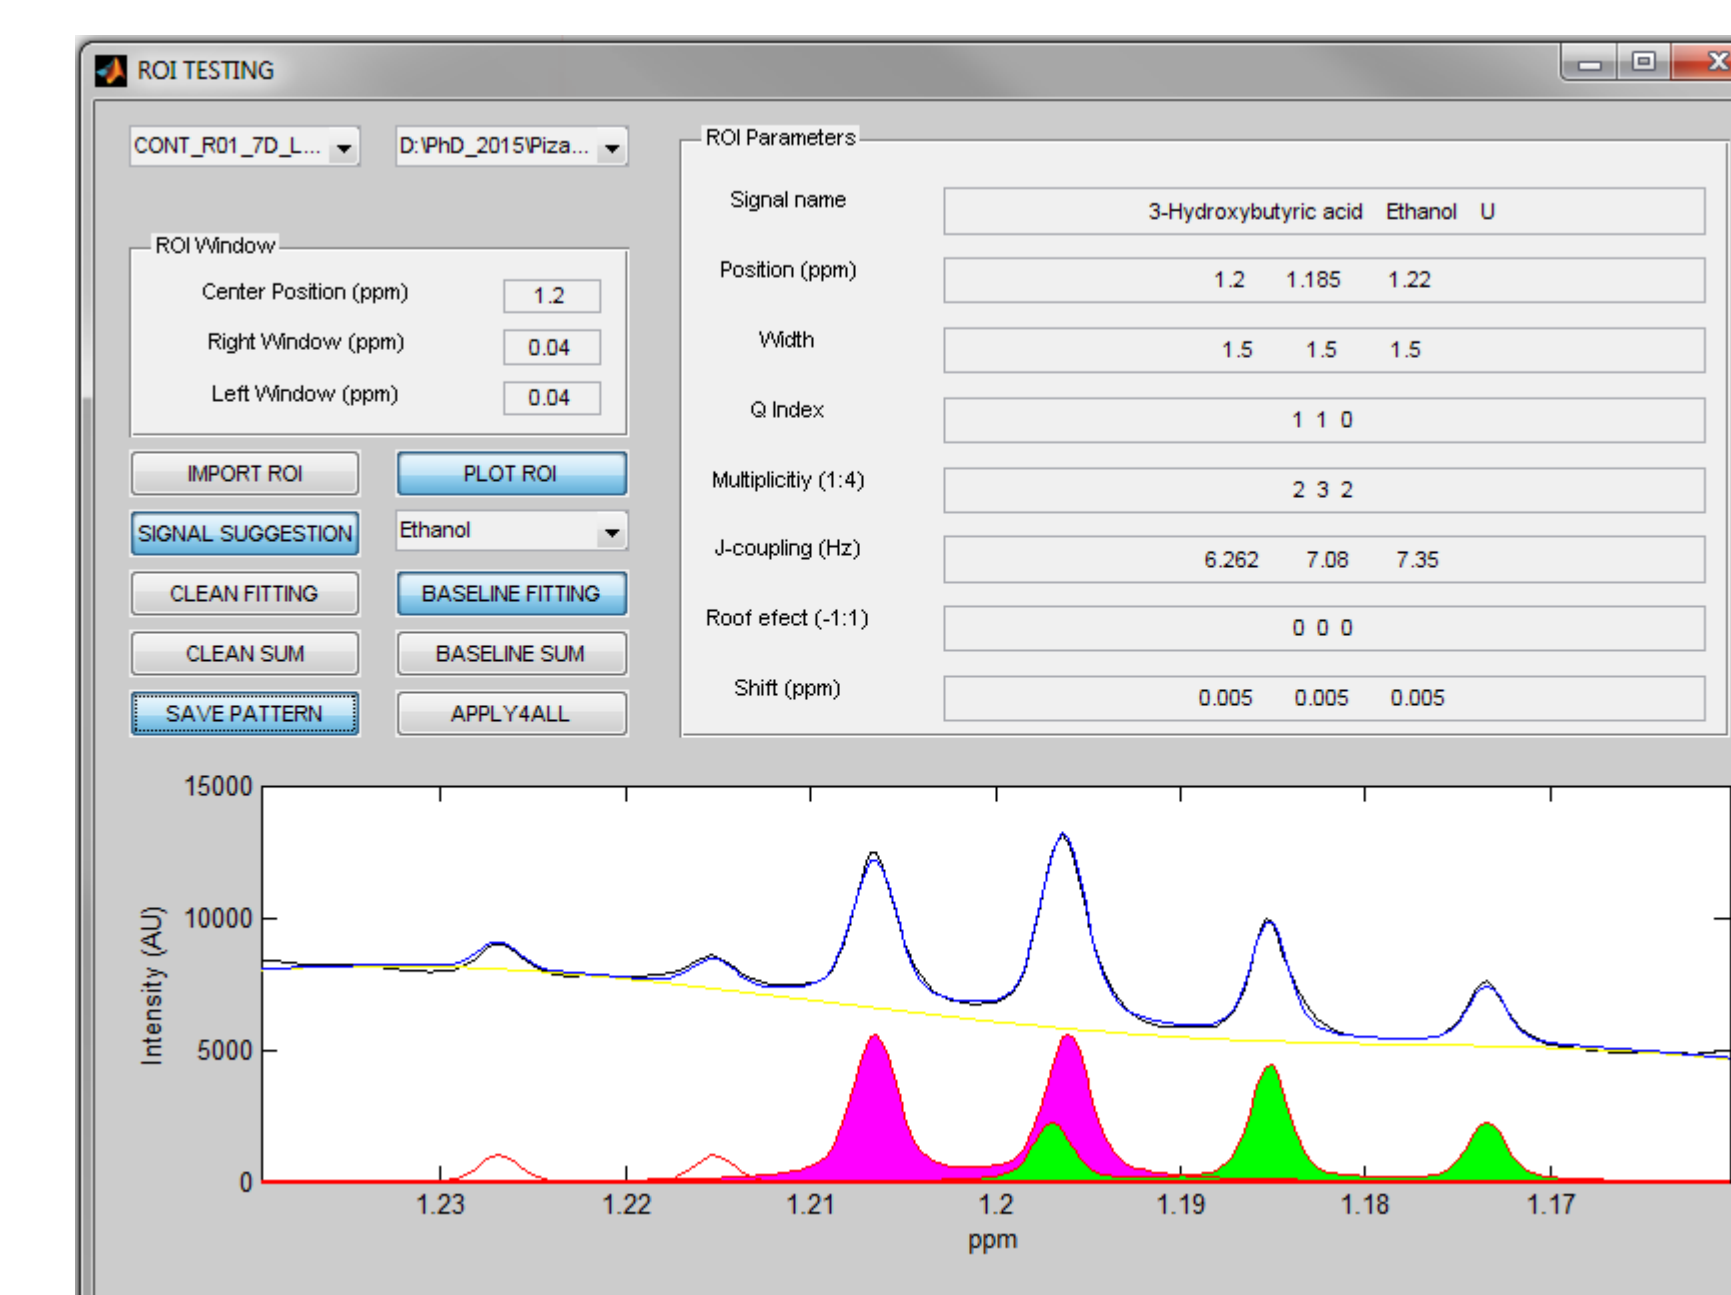 ROI TESTING
CONT_R01_7D_L... D:\PhD_2015\Piza...
ROI Window
Center Position (ppm) 1.2
Right Window (ppm) 0.04
Left Window (ppm) 0.04
IMPORT ROI PLOT ROI
SIGNAL SUGGESTION Ethanol
CLEAN FITTING BASELINE FITTING
CLEAN SUM BASELINE SUM
SAVE PATTERN APPLY4ALL
ROI Parameters
Signal name 3-Hydroxybutyric acid Ethanol U
Position (ppm) 1.2 1.185 1.22
Width 1.5 1.5 1.5
Q Index 1 1 0
Multiplicitiy (1:4) 2 3 2
J-coupling (Hz) 6.262 7.08 7.35
Roof efect (-1:1) 0 0 0
Shift (ppm) 0.005 0.005 0.005
15000
10000
5000
0
Intensity (AU)
1.23 1.22 1.21 1.2 1.19 1.18 1.17
ppm